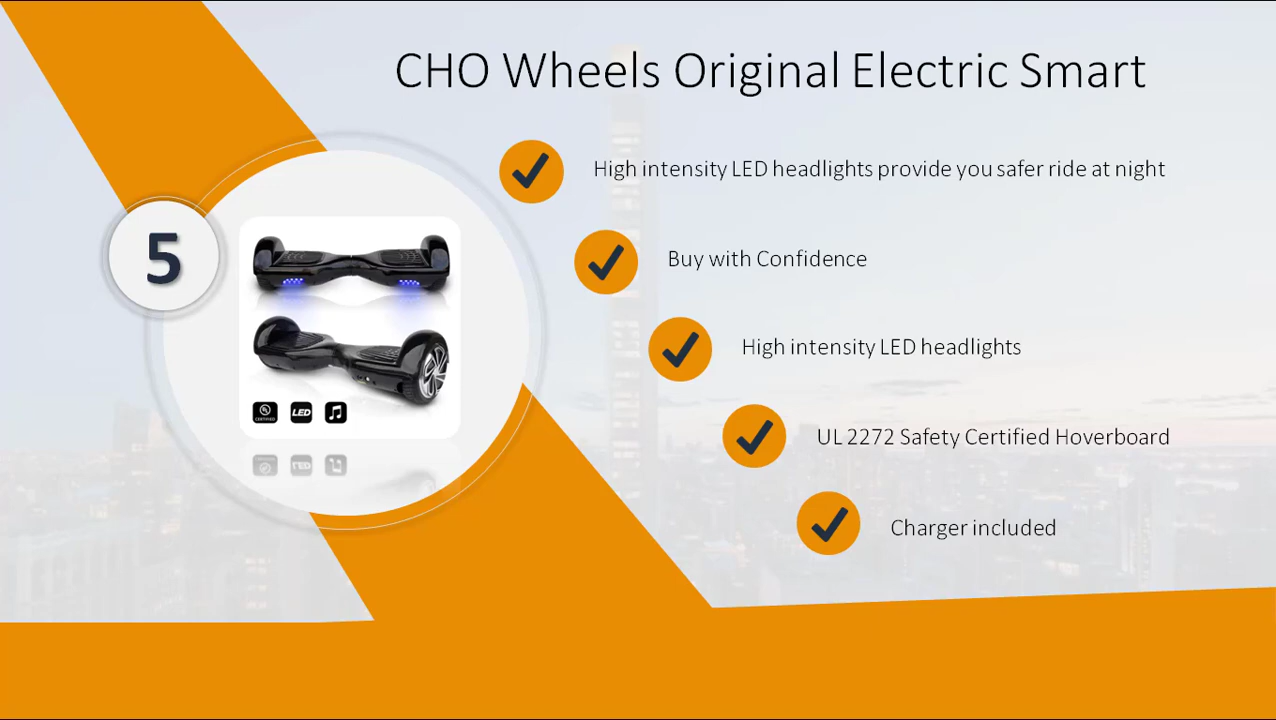 CHO Wheels Original Electric Smart
High intensity LED headlights provide you safer ride at night
5
Buy with Confidence
High intensity LED headlights
UL 2272 Safety Certified Hoverboard
Charger included
CERTIFIED
LED